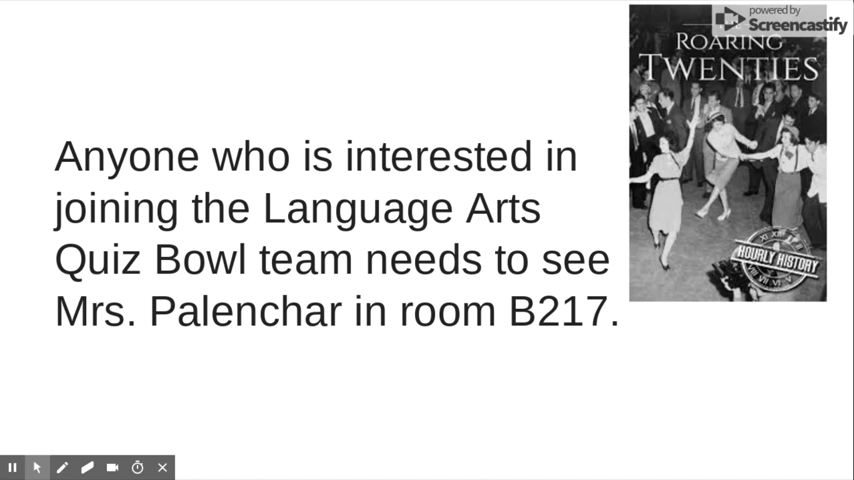 powered by
Screencastify
ROARING
TWENTIES
Anyone who is interested in
joining the Language Arts
Quiz Bowl team needs to see
Mrs. Palenchar in room B217.
HOURLY HISTORY